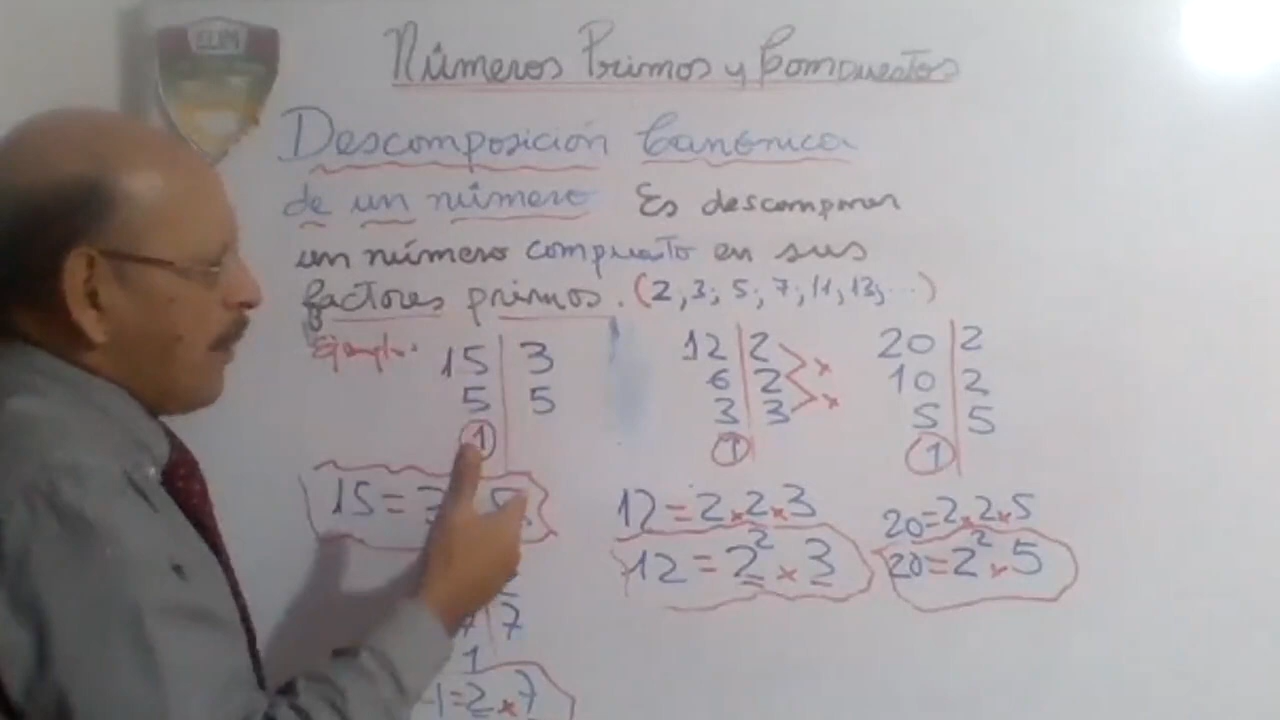 ELIM
Números Primos y Compuestos
Descomposición Canónica
de un número Es descomponer
un número compuesto en sus
factores primos. (2,3; 5; 7; 11, 13, ...)
Ejemplo:
15 | 3
5 | 5
1
15 = 3
12 | 2 x
6 | 2 x
3 | 3
1
12 = 2 x 2 x 3
12 = 2² x 3
20 | 2
10 | 2
5 | 5
1
20 = 2 x 2 x 5
20 = 2² x 5
7 | 7
1
= 2 x 7